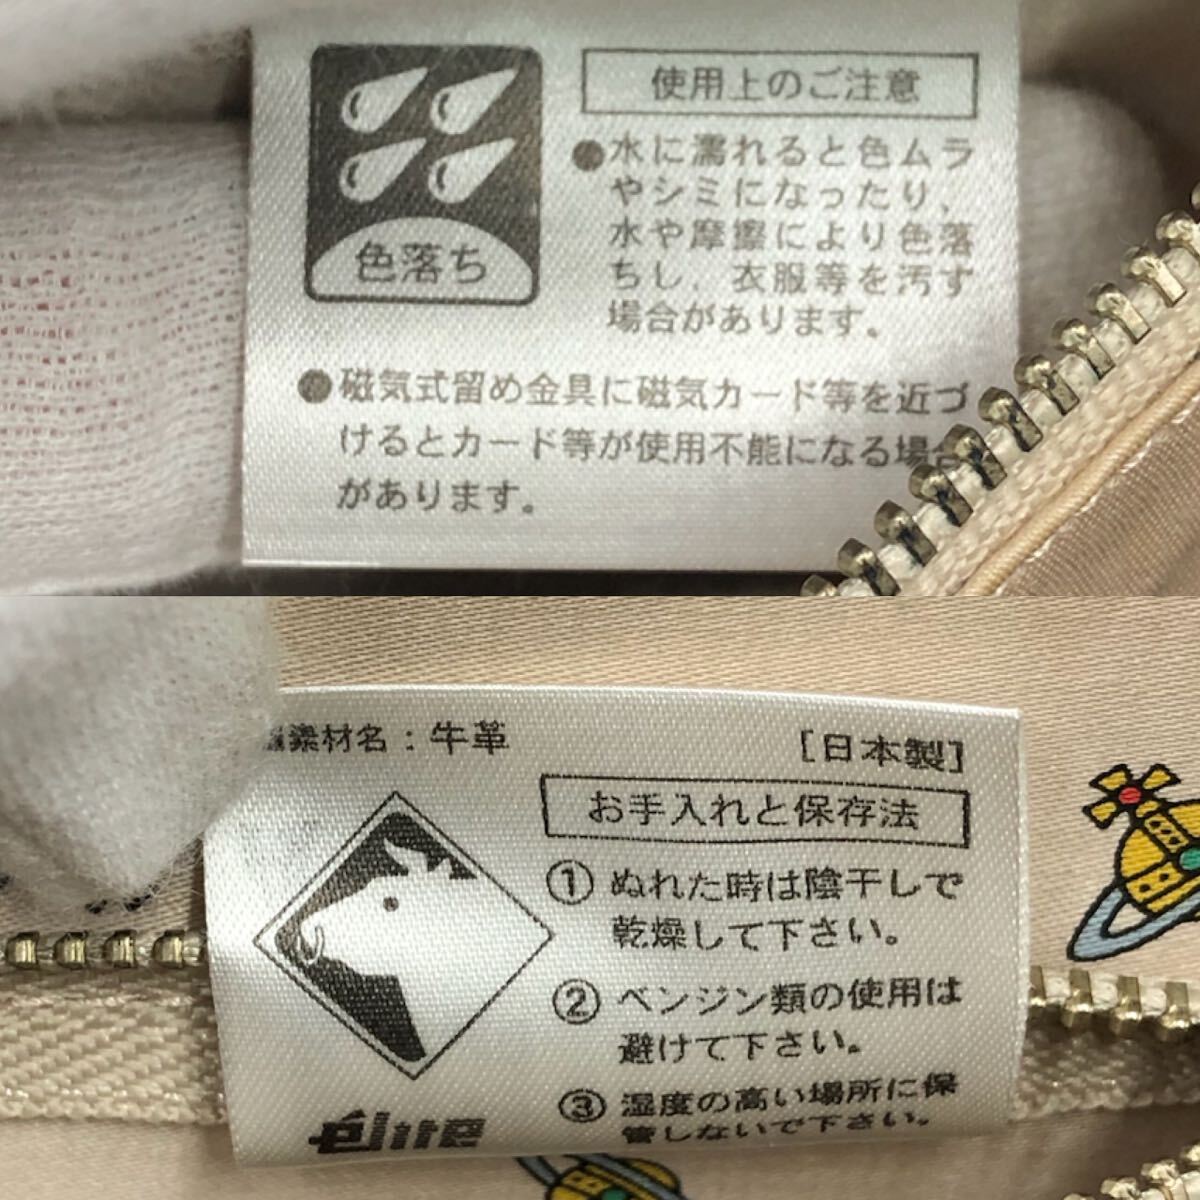 使用上のご注意
●水に濡れると色ムラ
やシミになったり、
水や摩擦により色落
ちし、衣服等を汚す
場合があります。
色落ち
●磁気式留め金具に磁気カード等を近づ
けるとカード等が使用不能になる場合
があります。
素材名:牛革
[日本製]
お手入れと保存法
①ぬれた時は陰干しで
乾燥して下さい。
②ベンジン類の使用は
避けて下さい。
③湿度の高い場所に保
管しないで下さい。
élite